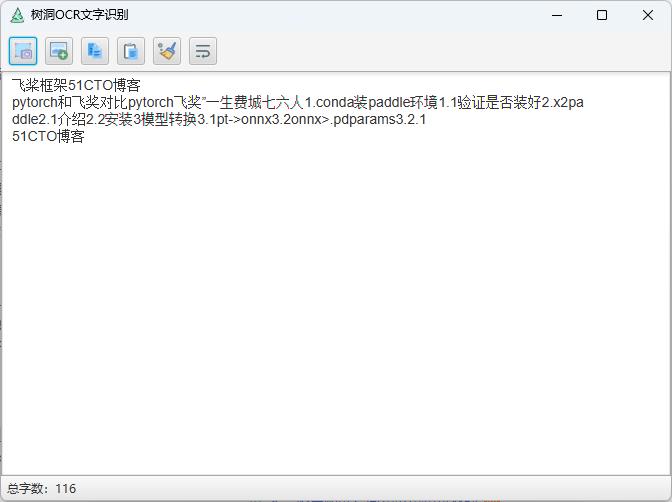 树洞OCR文字识别
飞桨框架51CTO博客
pytorch和飞奖对比pytorch飞奖”一生费城七六人1.conda装paddle环境1.1验证是否装好2.x2pa
ddle2.1介绍2.2安装3模型转换3.1pt->onnx3.2onnx>.pdparams3.2.1
51CTO博客
总字数：116